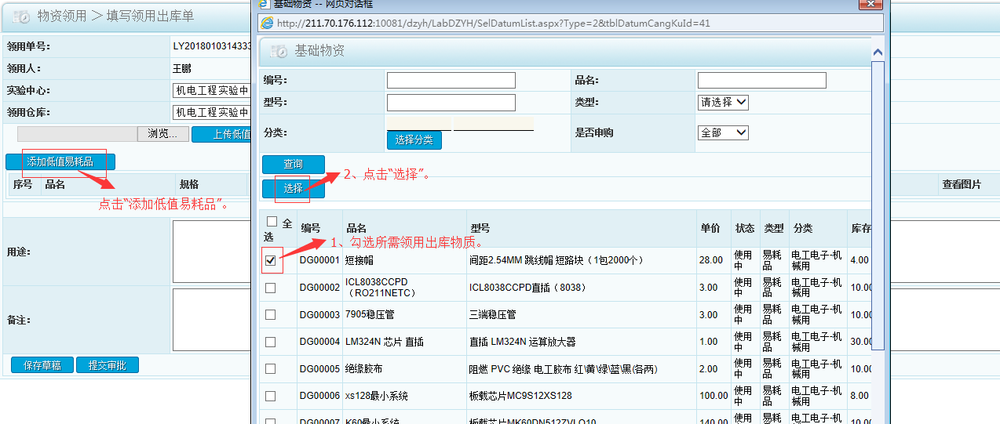 物资领用 > 填写领用出库单
领用单号：
LY2018010314333
领用人：
王鹏
实验中心：
机电工程实验中
领用仓库：
机电工程实验中
浏览...
上传低值
添加低值易耗品
序号
品名
规格
查看图片
点击“添加低值易耗品”。
用途：
备注：
保存草稿
提交审批
基础物资 -- 网页对话框
http://211.70.176.112:10081/dzyh/LabDZYH/SelDatumList.aspx?Type=2&tblDatumCangKuId=41
基础物资
编号：
品名：
型号：
类型：
请选择
分类：
选择分类
是否申购
全部
查询
选择
2、点击“选择”。
全选
编号
品名
型号
单价
状态
类型
分类
库存
1、勾选所需领用出库物质。
DG00001 短接帽 间距2.54MM 跳线帽 短路块（1包2000个） 28.00 使用中 易耗品 电工电子-机械用 4.00
DG00002 ICL8038CCPD（RO211NETC） ICL8038CCPD直插（8038） 3.00 使用中 易耗品 电工电子-机械用 10.00
DG00003 7905稳压管 三端稳压管 3.00 使用中 易耗品 电工电子-机械用 10.00
DG00004 LM324N 芯片 直插 直插 LM324N 运算放大器 1.00 使用中 易耗品 电工电子-机械用 30.00
DG00005 绝缘胶布 阻燃 PVC 绝缘 电工胶布 红\黄\绿\蓝\黑(各两) 2.00 使用中 易耗品 电工电子-机械用 10.00
DG00006 xs128最小系统 板载芯片MC9S12XS128 100.00 使用中 易耗品 电工电子-机械用 8.00
DG00007 K60最小系统 板载芯片MK60DN512ZVLQ10 140.00 使用 易耗 电工电子-机 10.00